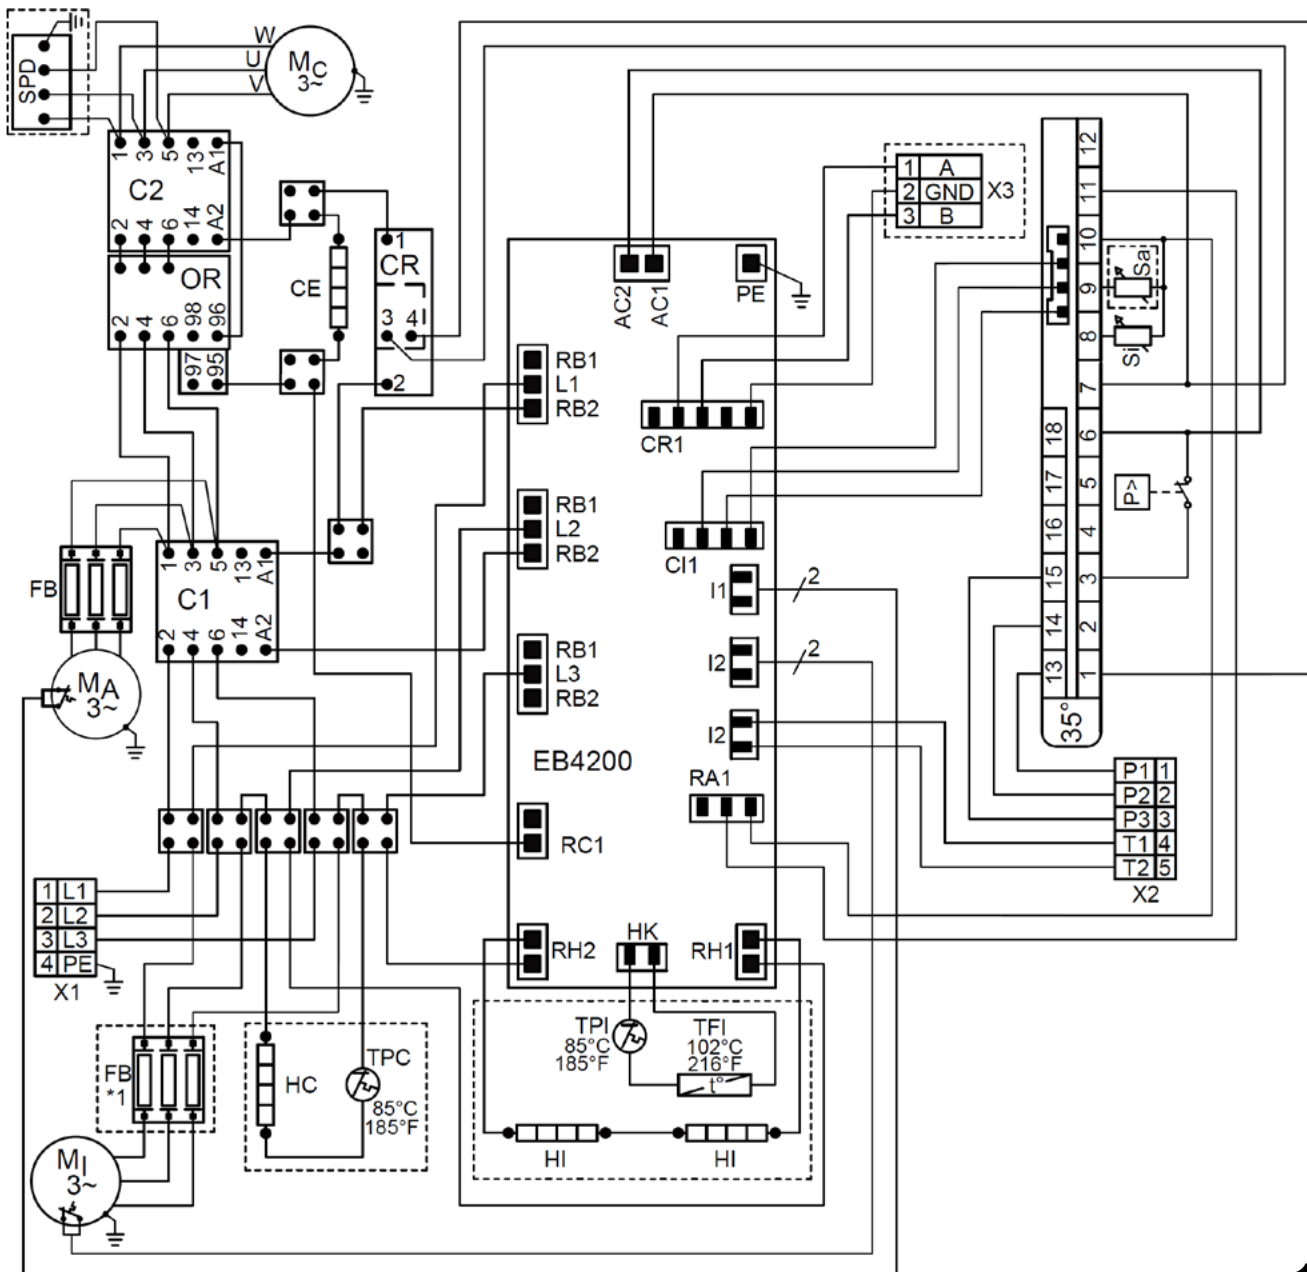 SPD
W
U
V
MC
3~
1 3 5 13 A1
C2
2 4 6 14 A2
OR
2 4 6 98 96
97 95
CE
1
CR
3 4
2
1 A
2 GND
3 B
X3
AC2 AC1
PE
RB1
L1
RB2
CR1
RB1
L2
RB2
CI1
I1
2
I2
2
I2
RB1
L3
RB2
EB4200
RA1
RC1
RH2
HK
RH1
12
11
10
9
8
7
6
5
4
3
2
1
18
17
16
15
14
13
35°
Sa
Si
P>
P1 1
P2 2
P3 3
T1 4
T2 5
X2
FB
1 3 5 13 A1
C1
2 4 6 14 A2
MA
3~
1 L1
2 L2
3 L3
4 PE
X1
FB
*1
MI
3~
HC
TPC
85°C
185°F
TPI
85°C
185°F
TFI
102°C
216°F
t°
HI
HI